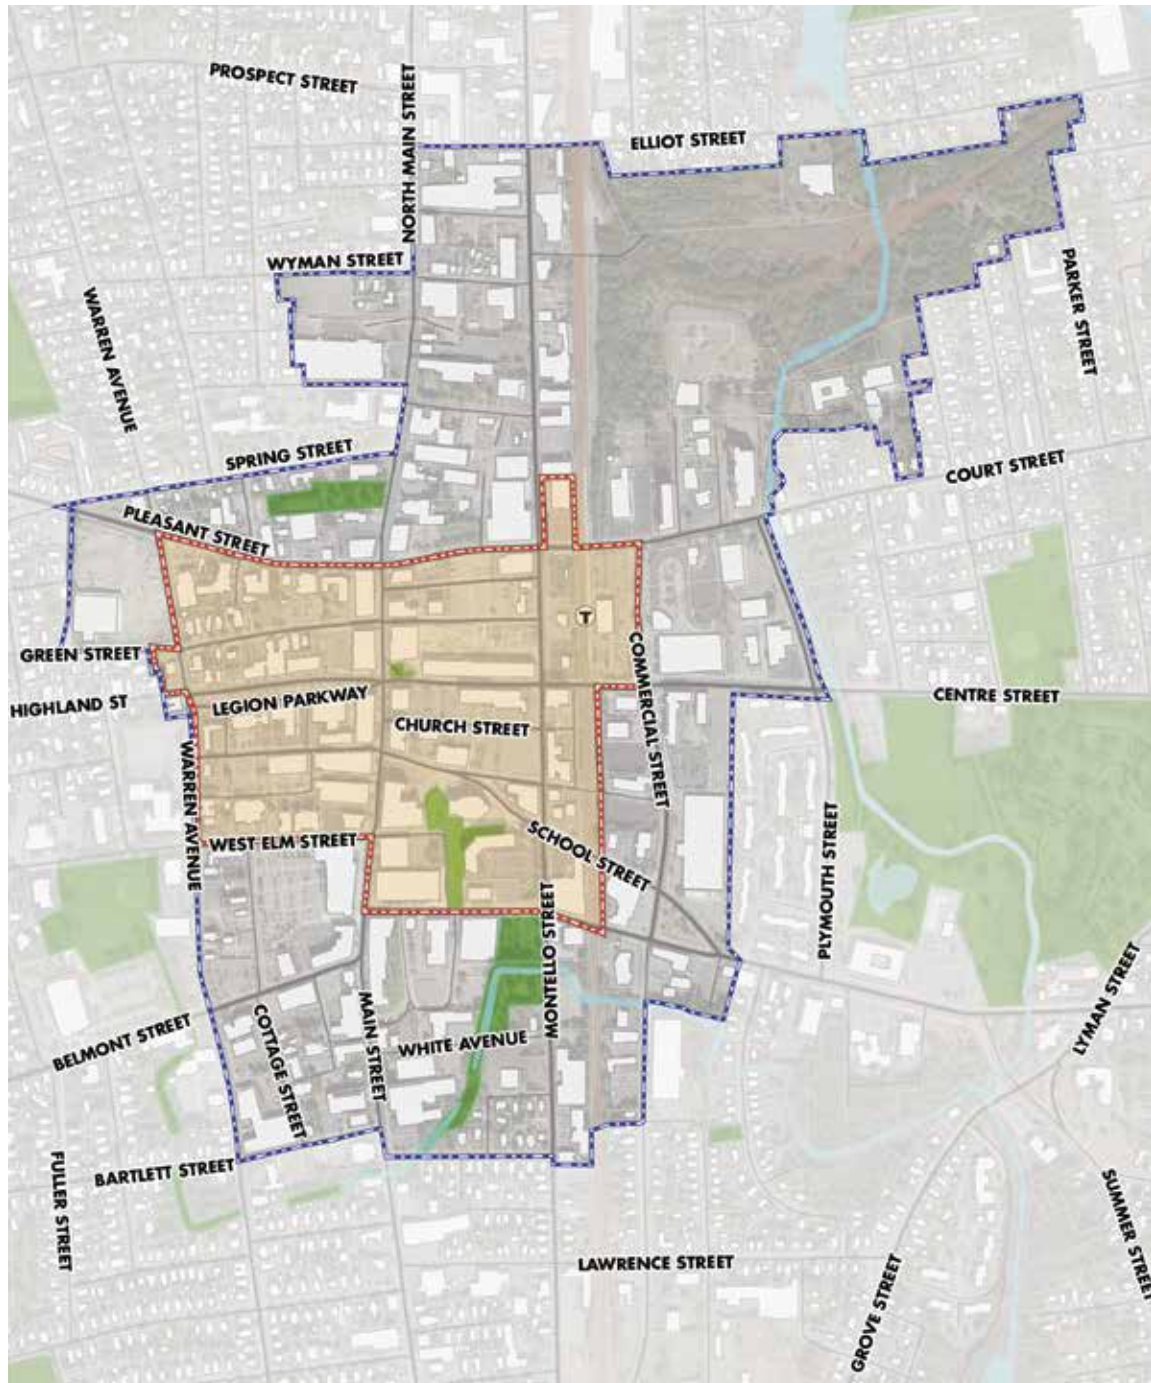 PROSPECT STREET
NORTH MAIN STREET
ELLIOT STREET
WYMAN STREET
PARKER STREET
WARREN AVENUE
SPRING STREET
COURT STREET
PLEASANT STREET
T
GREEN STREET
COMMERCIAL STREET
HIGHLAND ST
LEGION PARKWAY
CENTRE STREET
CHURCH STREET
WARREN AVENUE
WEST ELM STREET
SCHOOL STREET
PLYMOUTH STREET
MONTELLO STREET
LYMAN STREET
BELMONT STREET
COTTAGE STREET
MAIN STREET
WHITE AVENUE
FULLER STREET
BARTLETT STREET
SUMMER STREET
LAWRENCE STREET
GROVE STREET